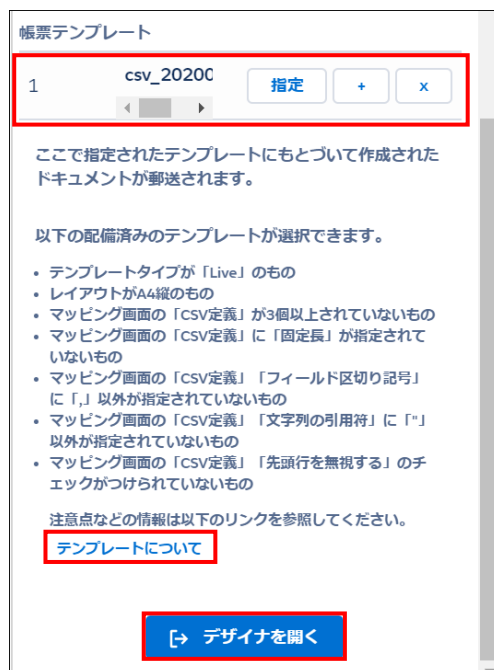 帳票テンプレート
1 csv_20200 指定 + x
ここで指定されたテンプレートにもとづいて作成された
ドキュメントが郵送されます。
以下の配備済みのテンプレートが選択できます。
• テンプレートタイプが「Live」のもの
• レイアウトがA4縦のもの
• マッピング画面の「CSV定義」が3個以上されていないもの
• マッピング画面の「CSV定義」に「固定長」が指定されて
いないもの
• マッピング画面の「CSV定義」「フィールド区切り記号」
に「,」以外が指定されていないもの
• マッピング画面の「CSV定義」「文字列の引用符」に「"」
以外が指定されていないもの
• マッピング画面の「CSV定義」「先頭行を無視する」のチ
ェックがつけられていないもの
注意点などの情報は以下のリンクを参照してください。
テンプレートについて
デザイナを開く